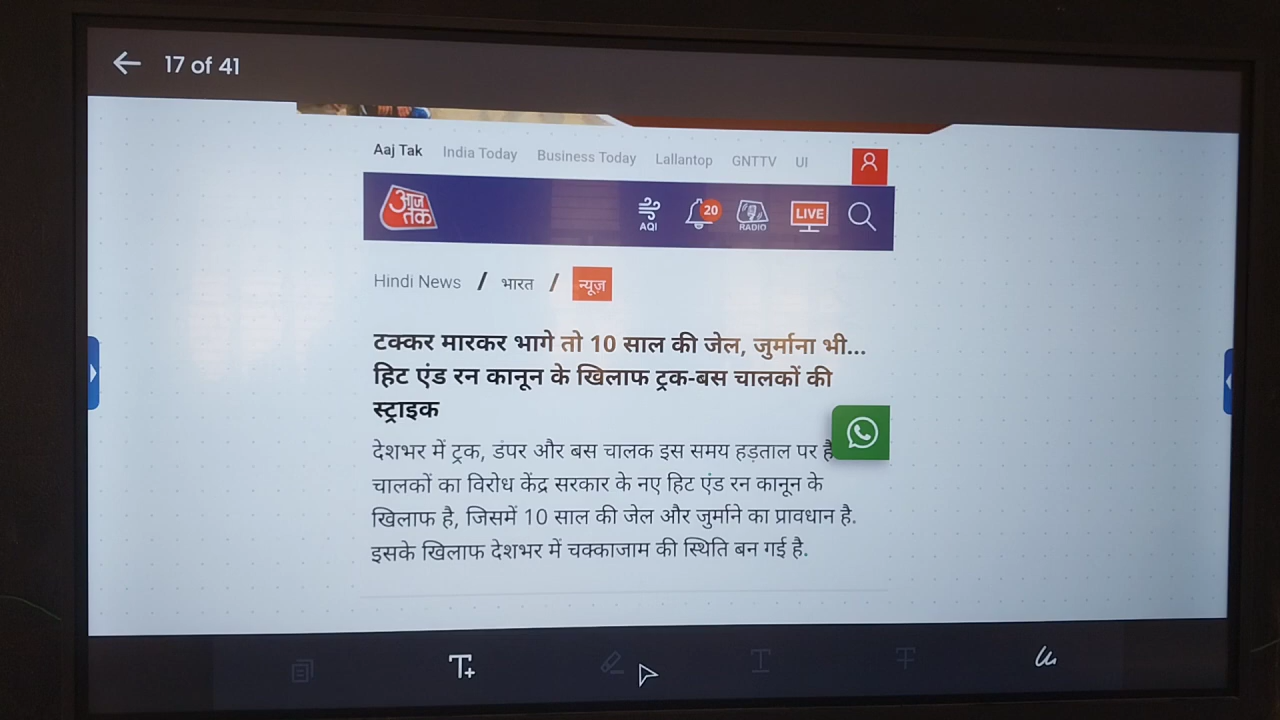 17 of 41
Aaj Tak India Today Business Today Lallantop GNTTV UI
आज तक
AQI 20 RADIO LIVE
Hindi News / भारत / न्यूज़
टक्कर मारकर भागे तो 10 साल की जेल, जुर्माना भी...
हिट एंड रन कानून के खिलाफ ट्रक-बस चालकों की
स्ट्राइक
देशभर में ट्रक, डंपर और बस चालक इस समय हड़ताल पर हैं
चालकों का विरोध केंद्र सरकार के नए हिट एंड रन कानून के
खिलाफ है, जिसमें 10 साल की जेल और जुर्माने का प्रावधान है.
इसके खिलाफ देशभर में चक्काजाम की स्थिति बन गई है.